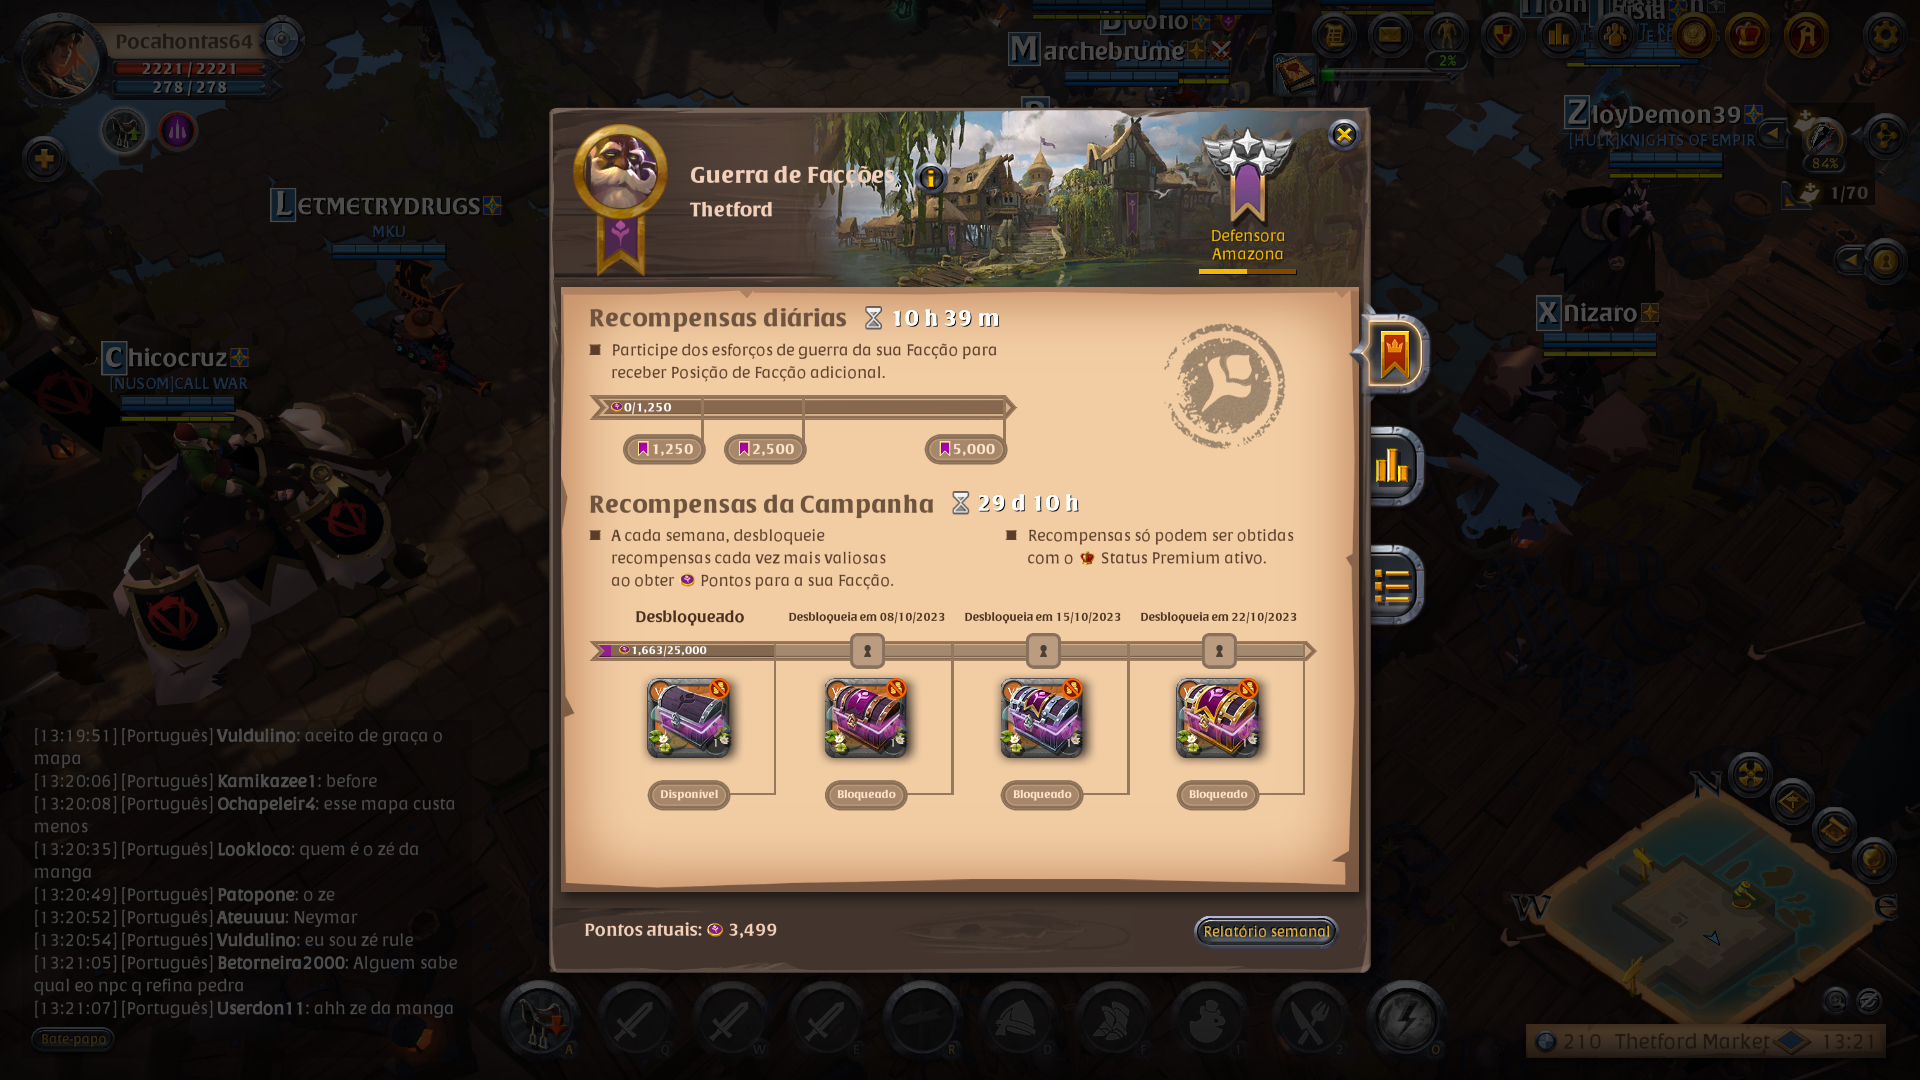 Pocahontas64
2221/2221
278/278
Marchebrume
2%
ZloyDemon39
[HULK]KNIGHTS OF EMPIR
84%
1/70
LETMETRYDRUGS
MKU
Xnizaro
Chicocruz
[NUSOM]CALL WAR
Guerra de Facções
Thetford
Defensora
Amazona
Recompensas diárias 10 h 39 m
Participe dos esforços de guerra da sua Facção para
receber Posição de Facção adicional.
0/1,250
1,250 2,500 5,000
Recompensas da Campanha 29 d 10 h
A cada semana, desbloqueie
recompensas cada vez mais valiosas
ao obter Pontos para a sua Facção.
Recompensas só podem ser obtidas
com o Status Premium ativo.
Desbloqueado Desbloqueia em 08/10/2023 Desbloqueia em 15/10/2023 Desbloqueia em 22/10/2023
1,663/25,000
V V V V
1 1 1 1
Disponível Bloqueado Bloqueado Bloqueado
Pontos atuais: 3,499
Relatório semanal
[13:19:51] [Português] Vuldulino: aceito de graça o
mapa
[13:20:06] [Português] Kamikazee1: before
[13:20:08] [Português] Ochapeleir4: esse mapa custa
menos
[13:20:35] [Português] Lookloco: quem é o zé da
manga
[13:20:49] [Português] Patopone: o ze
[13:20:52] [Português] Ateuuuu: Neymar
[13:20:54] [Português] Vuldulino: eu sou zé rule
[13:21:05] [Português] Betorneira2000: Alguem sabe
qual eo npc q refina pedra
[13:21:07] [Português] Userdon11: ahh ze da manga
Bate-papo
A Q W E R D F 1 2 O
N
W E
210 Thetford Market 13:21